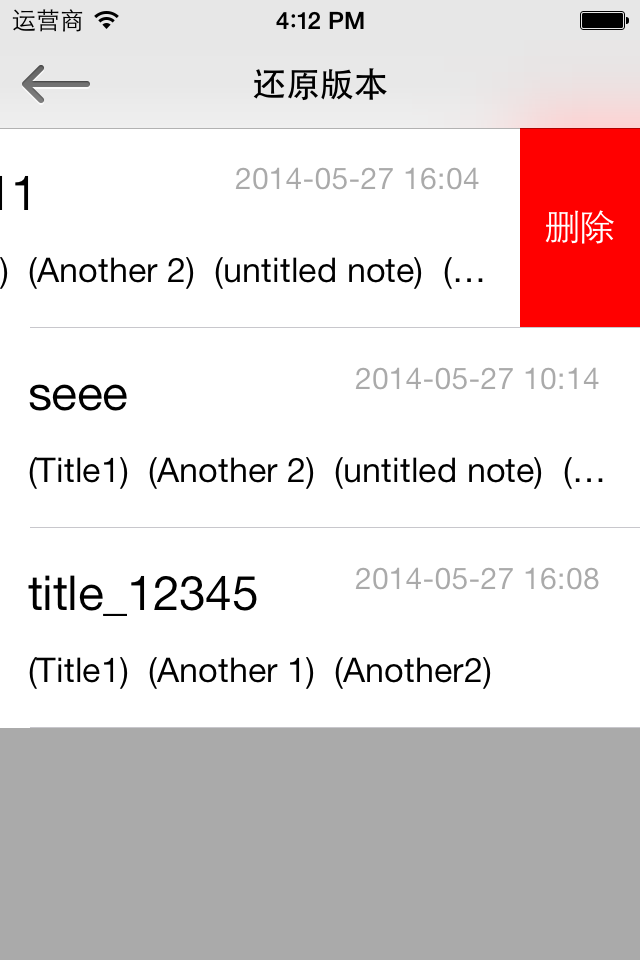 运营商 4:12 PM
还原版本
11 2014-05-27 16:04
) (Another 2) (untitled note) (...
删除
seee 2014-05-27 10:14
(Title1) (Another 2) (untitled note) (...
title_12345 2014-05-27 16:08
(Title1) (Another 1) (Another2)